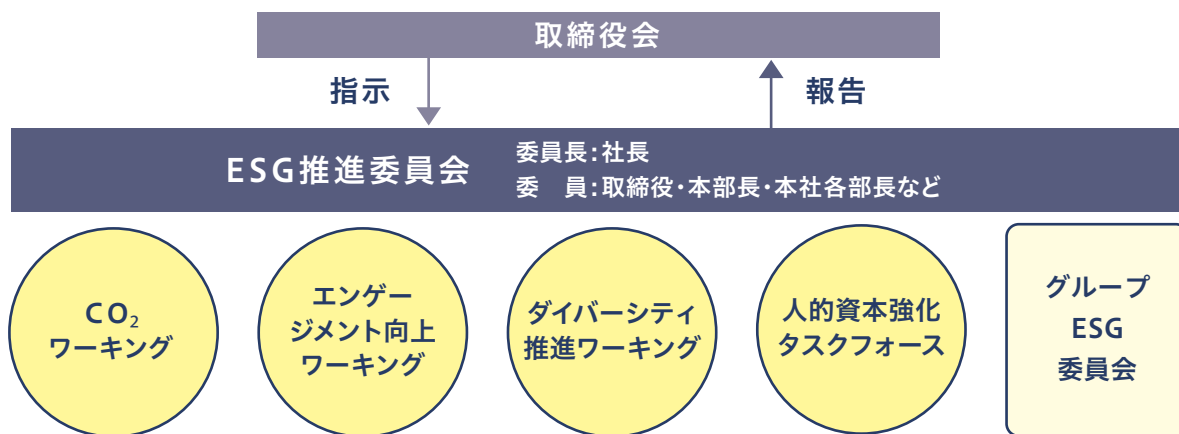 取締役会
指示
報告
ESG推進委員会
委員長:社長
委　員:取締役・本部長・本社各部長など
CO₂
ワーキング
エンゲー
ジメント向上
ワーキング
ダイバーシティ
推進ワーキング
人的資本強化
タスクフォース
グループ
ESG
委員会